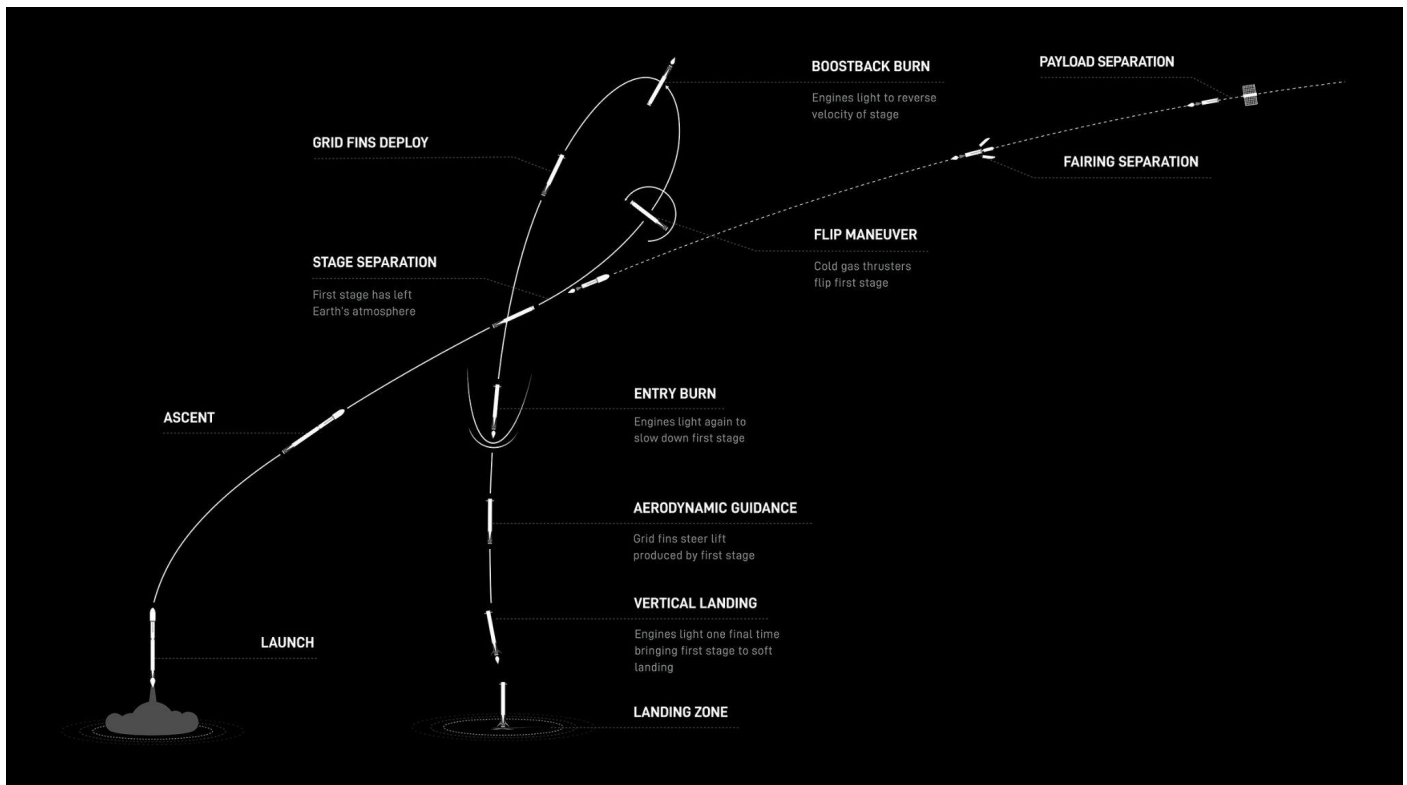 BOOSTBACK BURN
Engines light to reverse
velocity of stage
PAYLOAD SEPARATION
GRID FINS DEPLOY
FAIRING SEPARATION
FLIP MANEUVER
Cold gas thrusters
flip first stage
STAGE SEPARATION
First stage has left
Earth's atmosphere
ENTRY BURN
Engines light again to
slow down first stage
ASCENT
AERODYNAMIC GUIDANCE
Grid fins steer lift
produced by first stage
VERTICAL LANDING
Engines light one final time
bringing first stage to soft
landing
LAUNCH
LANDING ZONE